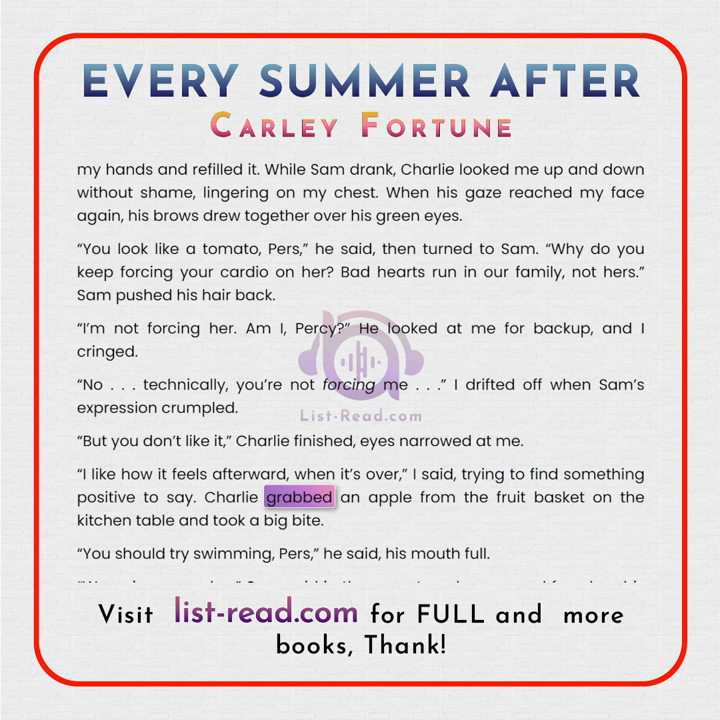 EVERY SUMMER AFTER
CARLEY FORTUNE
my hands and refilled it. While Sam drank, Charlie looked me up and down
without shame, lingering on my chest. When his gaze reached my face
again, his brows drew together over his green eyes.
“You look like a tomato, Pers,” he said, then turned to Sam. “Why do you
keep forcing your cardio on her? Bad hearts run in our family, not hers.”
Sam pushed his hair back.
“I’m not forcing her. Am I, Percy?” He looked at me for backup, and I
cringed.
“No . . . technically, you’re not forcing me . . .” I drifted off when Sam’s
expression crumpled.
List-Read.com
“But you don’t like it,” Charlie finished, eyes narrowed at me.
“I like how it feels afterward, when it’s over,” I said, trying to find something
positive to say. Charlie grabbed an apple from the fruit basket on the
kitchen table and took a big bite.
“You should try swimming, Pers,” he said, his mouth full.
Visit list-read.com for FULL and more
books, Thank!